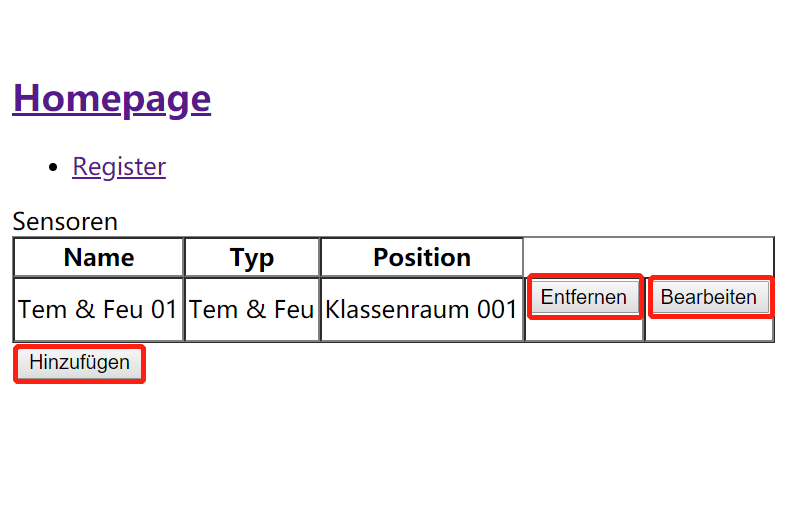 Homepage
Register
Sensoren
Name Typ Position
Tem & Feu 01 Tem & Feu Klassenraum 001 Entfernen Bearbeiten
Hinzufügen